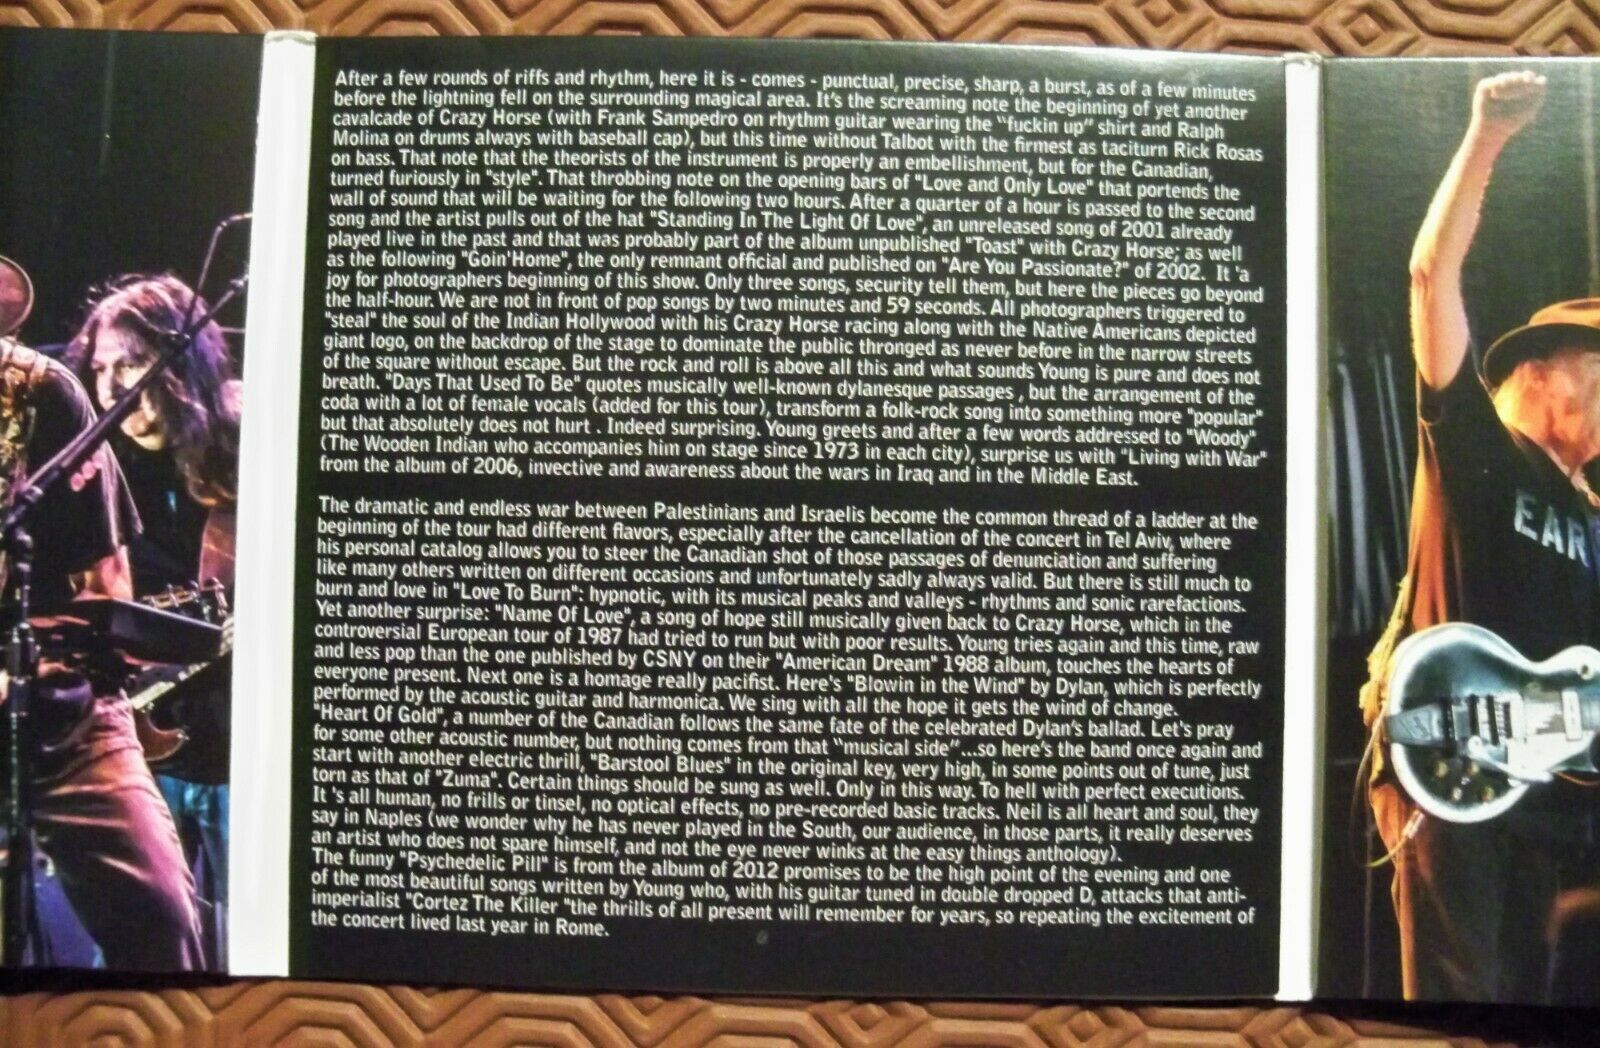 After a few rounds of riffs and rhythm, here it is - comes - punctual, precise, sharp, a burst, as of a few minutes
before the lightning fell on the surrounding magical area. It's the screaming note the beginning of yet another
cavalcade of Crazy Horse (with Frank Sampedro on rhythm guitar wearing the "fuckin up" shirt and Ralph
Molina on drums always with baseball cap), but this time without Talbot with the firmest as taciturn Rick Rosas
on bass. That note that the theorists of the instrument is properly an embellishment, but for the Canadian,
turned furiously in "style". That throbbing note on the opening bars of "Love and Only Love" that portends the
wall of sound that will be waiting for the following two hours. After a quarter of a hour is passed to the second
song and the artist pulls out of the hat "Standing In The Light Of Love", an unreleased song of 2001 already
played live in the past and that was probably part of the album unpublished "Toast" with Crazy Horse; as well
as the following "Goin'Home", the only remnant official and published on "Are You Passionate?" of 2002. It 'a
joy for photographers beginning of this show. Only three songs, security tell them, but here the pieces go beyond
the half-hour. We are not in front of pop songs by two minutes and 59 seconds. All photographers triggered to
"steal" the soul of the Indian Hollywood with his Crazy Horse racing along with the Native Americans depicted
giant logo, on the backdrop of the stage to dominate the public thronged as never before in the narrow streets
of the square without escape. But the rock and roll is above all this and what sounds Young is pure and does not
breath. "Days That Used To Be" quotes musically well-known dylanesque passages , but the arrangement of the
coda with a lot of female vocals (added for this tour), transform a folk-rock song into something more "popular"
but that absolutely does not hurt . Indeed surprising. Young greets and after a few words addressed to "Woody"
(The Wooden Indian who accompanies him on stage since 1973 in each city), surprise us with "Living with War"
from the album of 2006, invective and awareness about the wars in Iraq and in the Middle East.
The dramatic and endless war between Palestinians and Israelis become the common thread of a ladder at the
beginning of the tour had different flavors, especially after the cancellation of the concert in Tel Aviv, where
his personal catalog allows you to steer the Canadian shot of those passages of denunciation and suffering
like many others written on different occasions and unfortunately sadly always valid. But there is still much to
burn and love in "Love To Burn": hypnotic, with its musical peaks and valleys - rhythms and sonic rarefactions.
Yet another surprise: "Name Of Love", a song of hope still musically given back to Crazy Horse, which in the
controversial European tour of 1987 had tried to run but with poor results. Young tries again and this time, raw
and less pop than the one published by CSNY on their "American Dream" 1988 album, touches the hearts of
everyone present. Next one is a homage really pacifist. Here's "Blowin in the Wind" by Dylan, which is perfectly
performed by the acoustic guitar and harmonica. We sing with all the hope it gets the wind of change.
"Heart Of Gold", a number of the Canadian follows the same fate of the celebrated Dylan's ballad. Let's pray
for some other acoustic number, but nothing comes from that "musical side"...so here's the band once again and
start with another electric thrill, "Barstool Blues" in the original key, very high, in some points out of tune, just
torn as that of "Zuma". Certain things should be sung as well. Only in this way. To hell with perfect executions.
It 's all human, no frills or tinsel, no optical effects, no pre-recorded basic tracks. Neil is all heart and soul, they
say in Naples (we wonder why he has never played in the South, our audience, in those parts, it really deserves
an artist who does not spare himself, and not the eye never winks at the easy things anthology).
The funny "Psychedelic Pill" is from the album of 2012 promises to be the high point of the evening and one
of the most beautiful songs written by Young who, with his guitar tuned in double dropped D, attacks that anti-
imperialist "Cortez The Killer "the thrills of all present will remember for years, so repeating the excitement of
the concert lived last year in Rome.
EAR